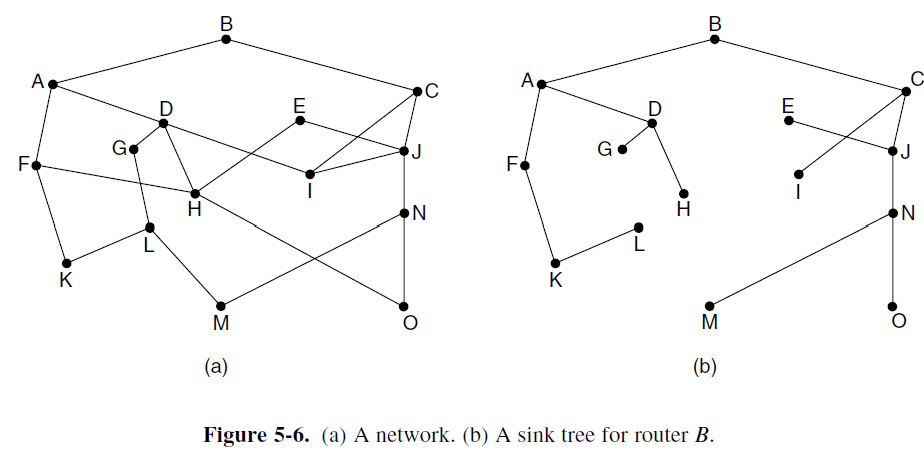 B B
A C A C
D E D E
G J G J
F I F I
H N H N
L L
K K
M O M O
(a) (b)
Figure 5-6. (a) A network. (b) A sink tree for router B.